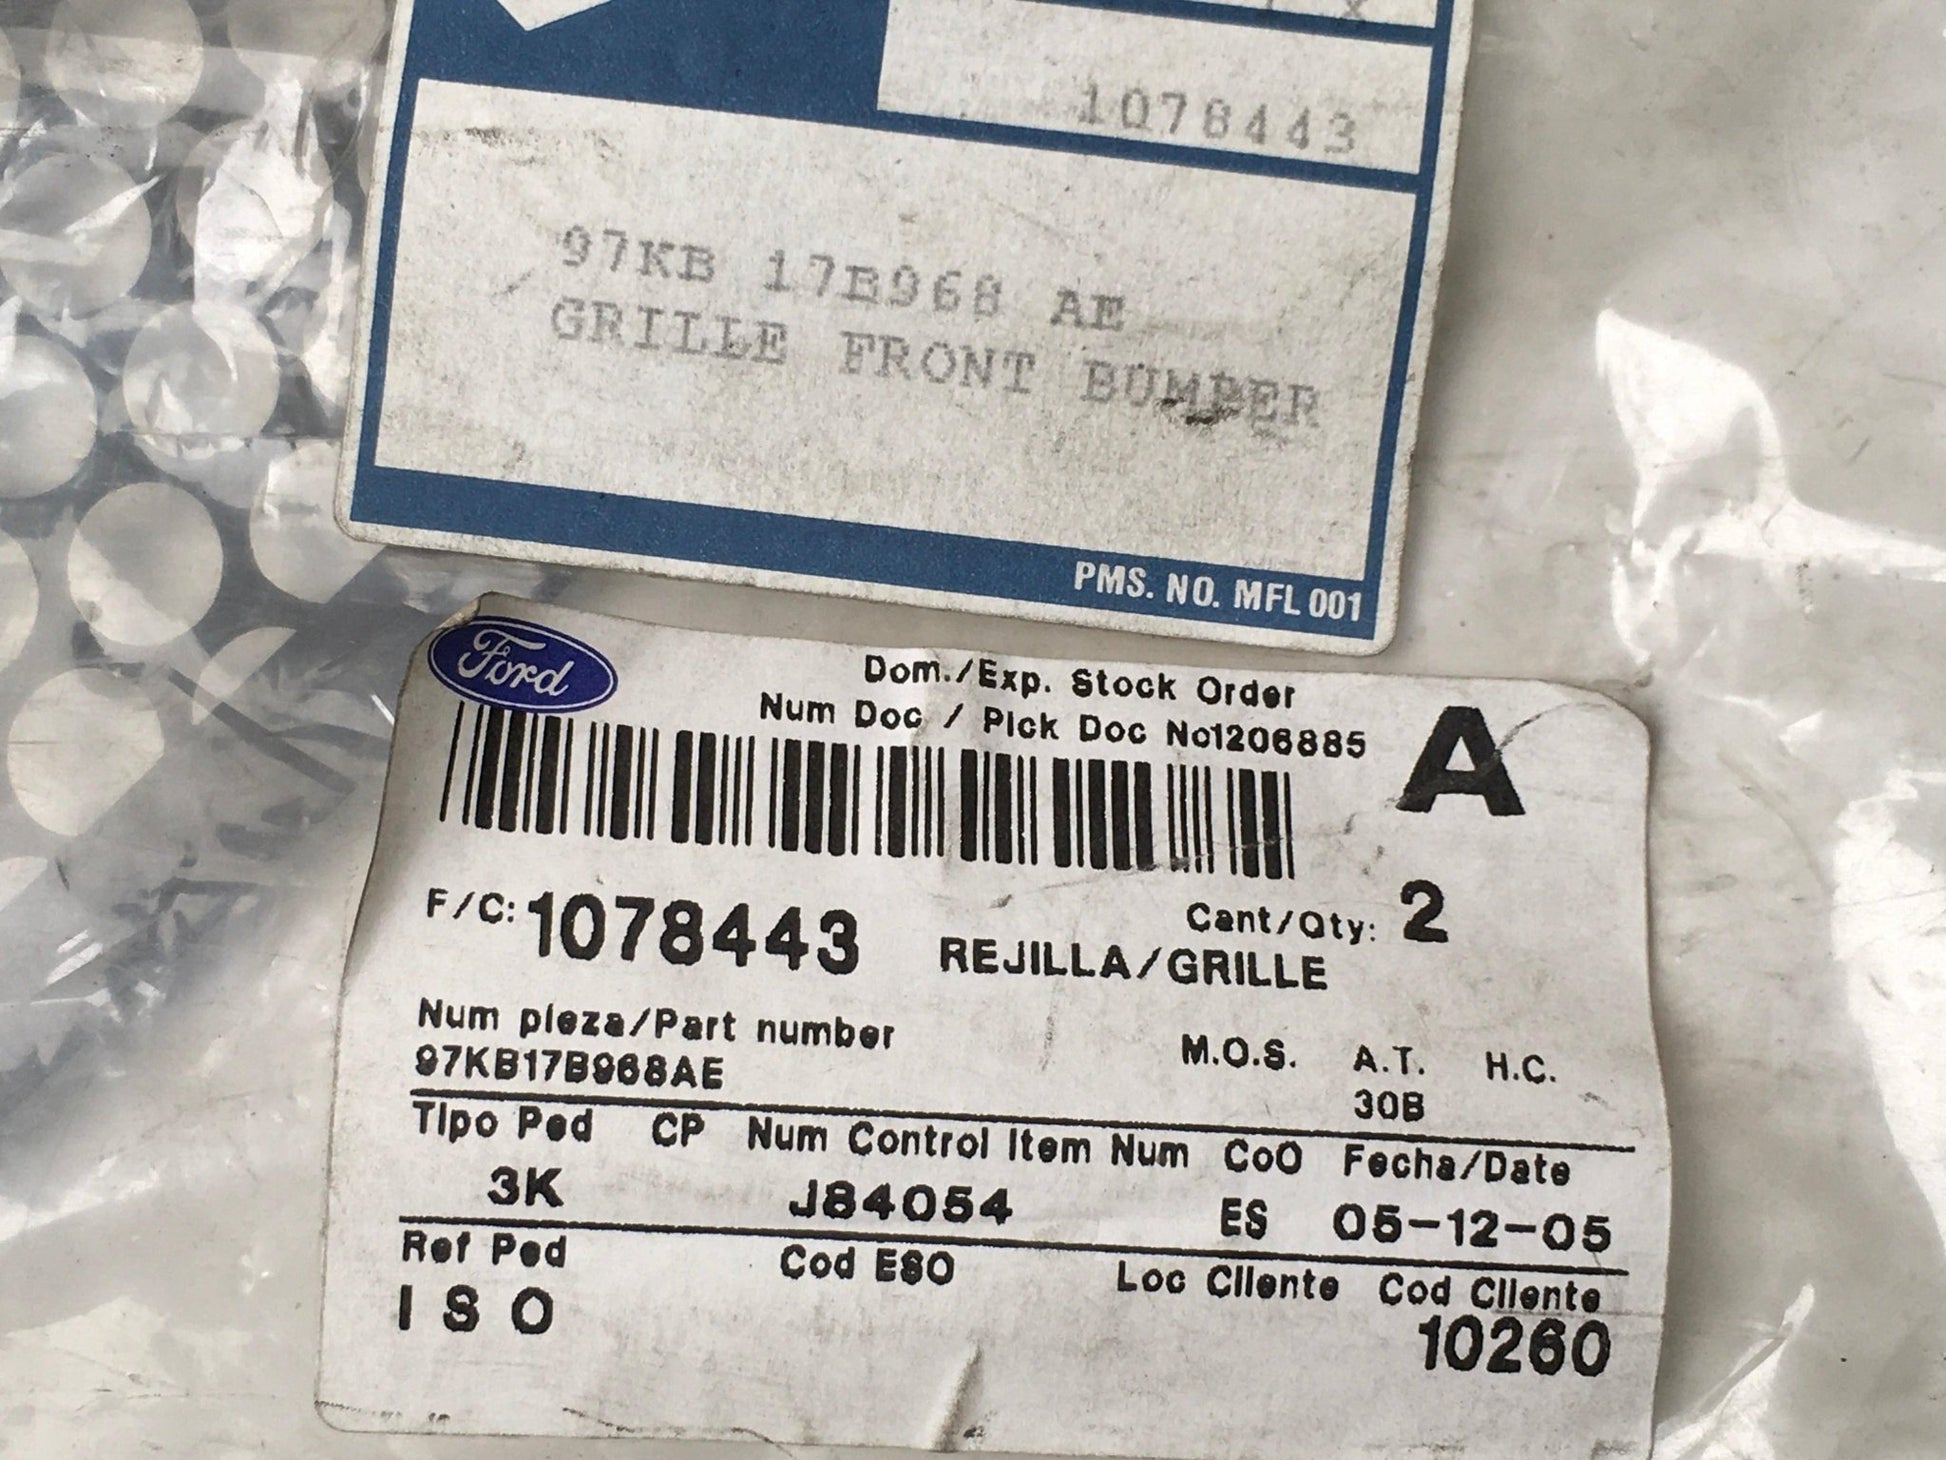 1078443
97KB 17B968 AE
GRILLE FRONT BUMPER
PMS. NO. MFL 001
Ford
Dom./Exp. Stock Order
Num Doc / Pick Doc No1206885
A
F/C: 1078443
Cant/Qty: 2
REJILLA/GRILLE
Num pieza/Part number
97KB17B968AE
M.O.S. A.T. H.C.
30B
Tipo Ped CP Num Control Item Num CoO Fecha/Date
3K J84054 ES 05-12-05
Ref Ped Cod ESO Loc Cliente Cod Cliente
ISO 10260